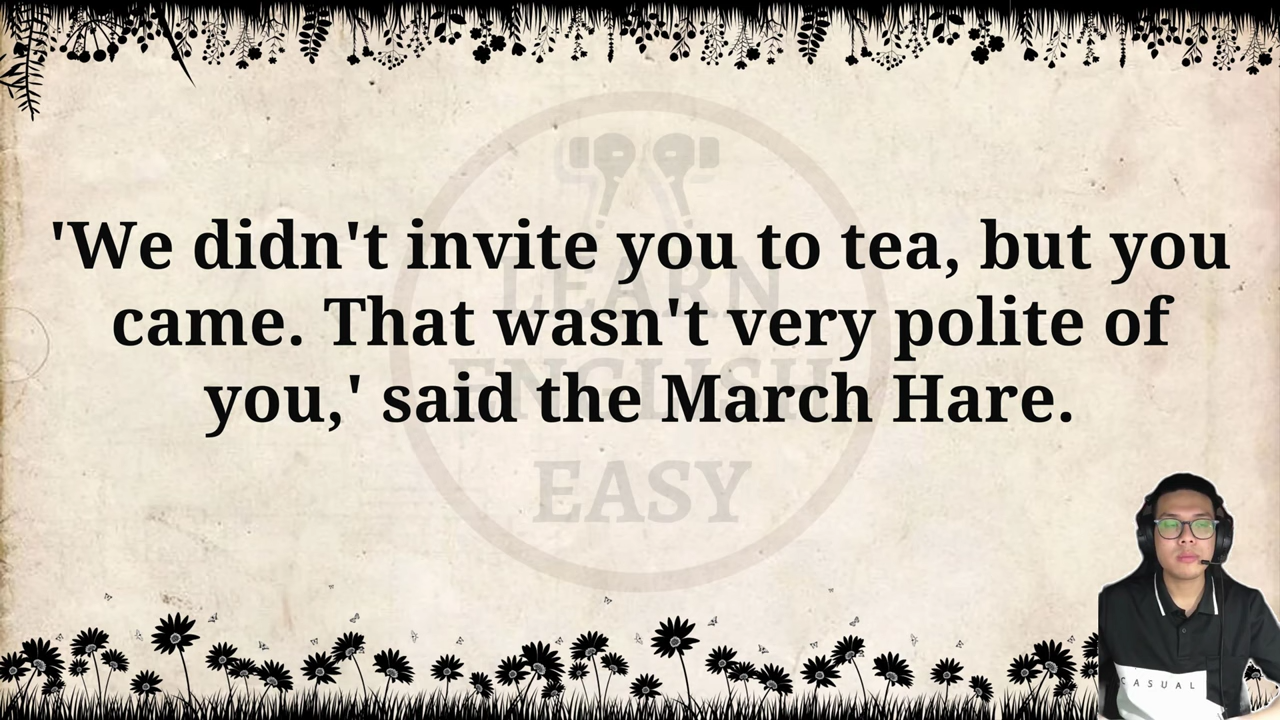 'We didn't invite you to tea, but you
came. That wasn't very polite of
you,' said the March Hare.
LEARN
ENGLISH
EASY
CASUAL